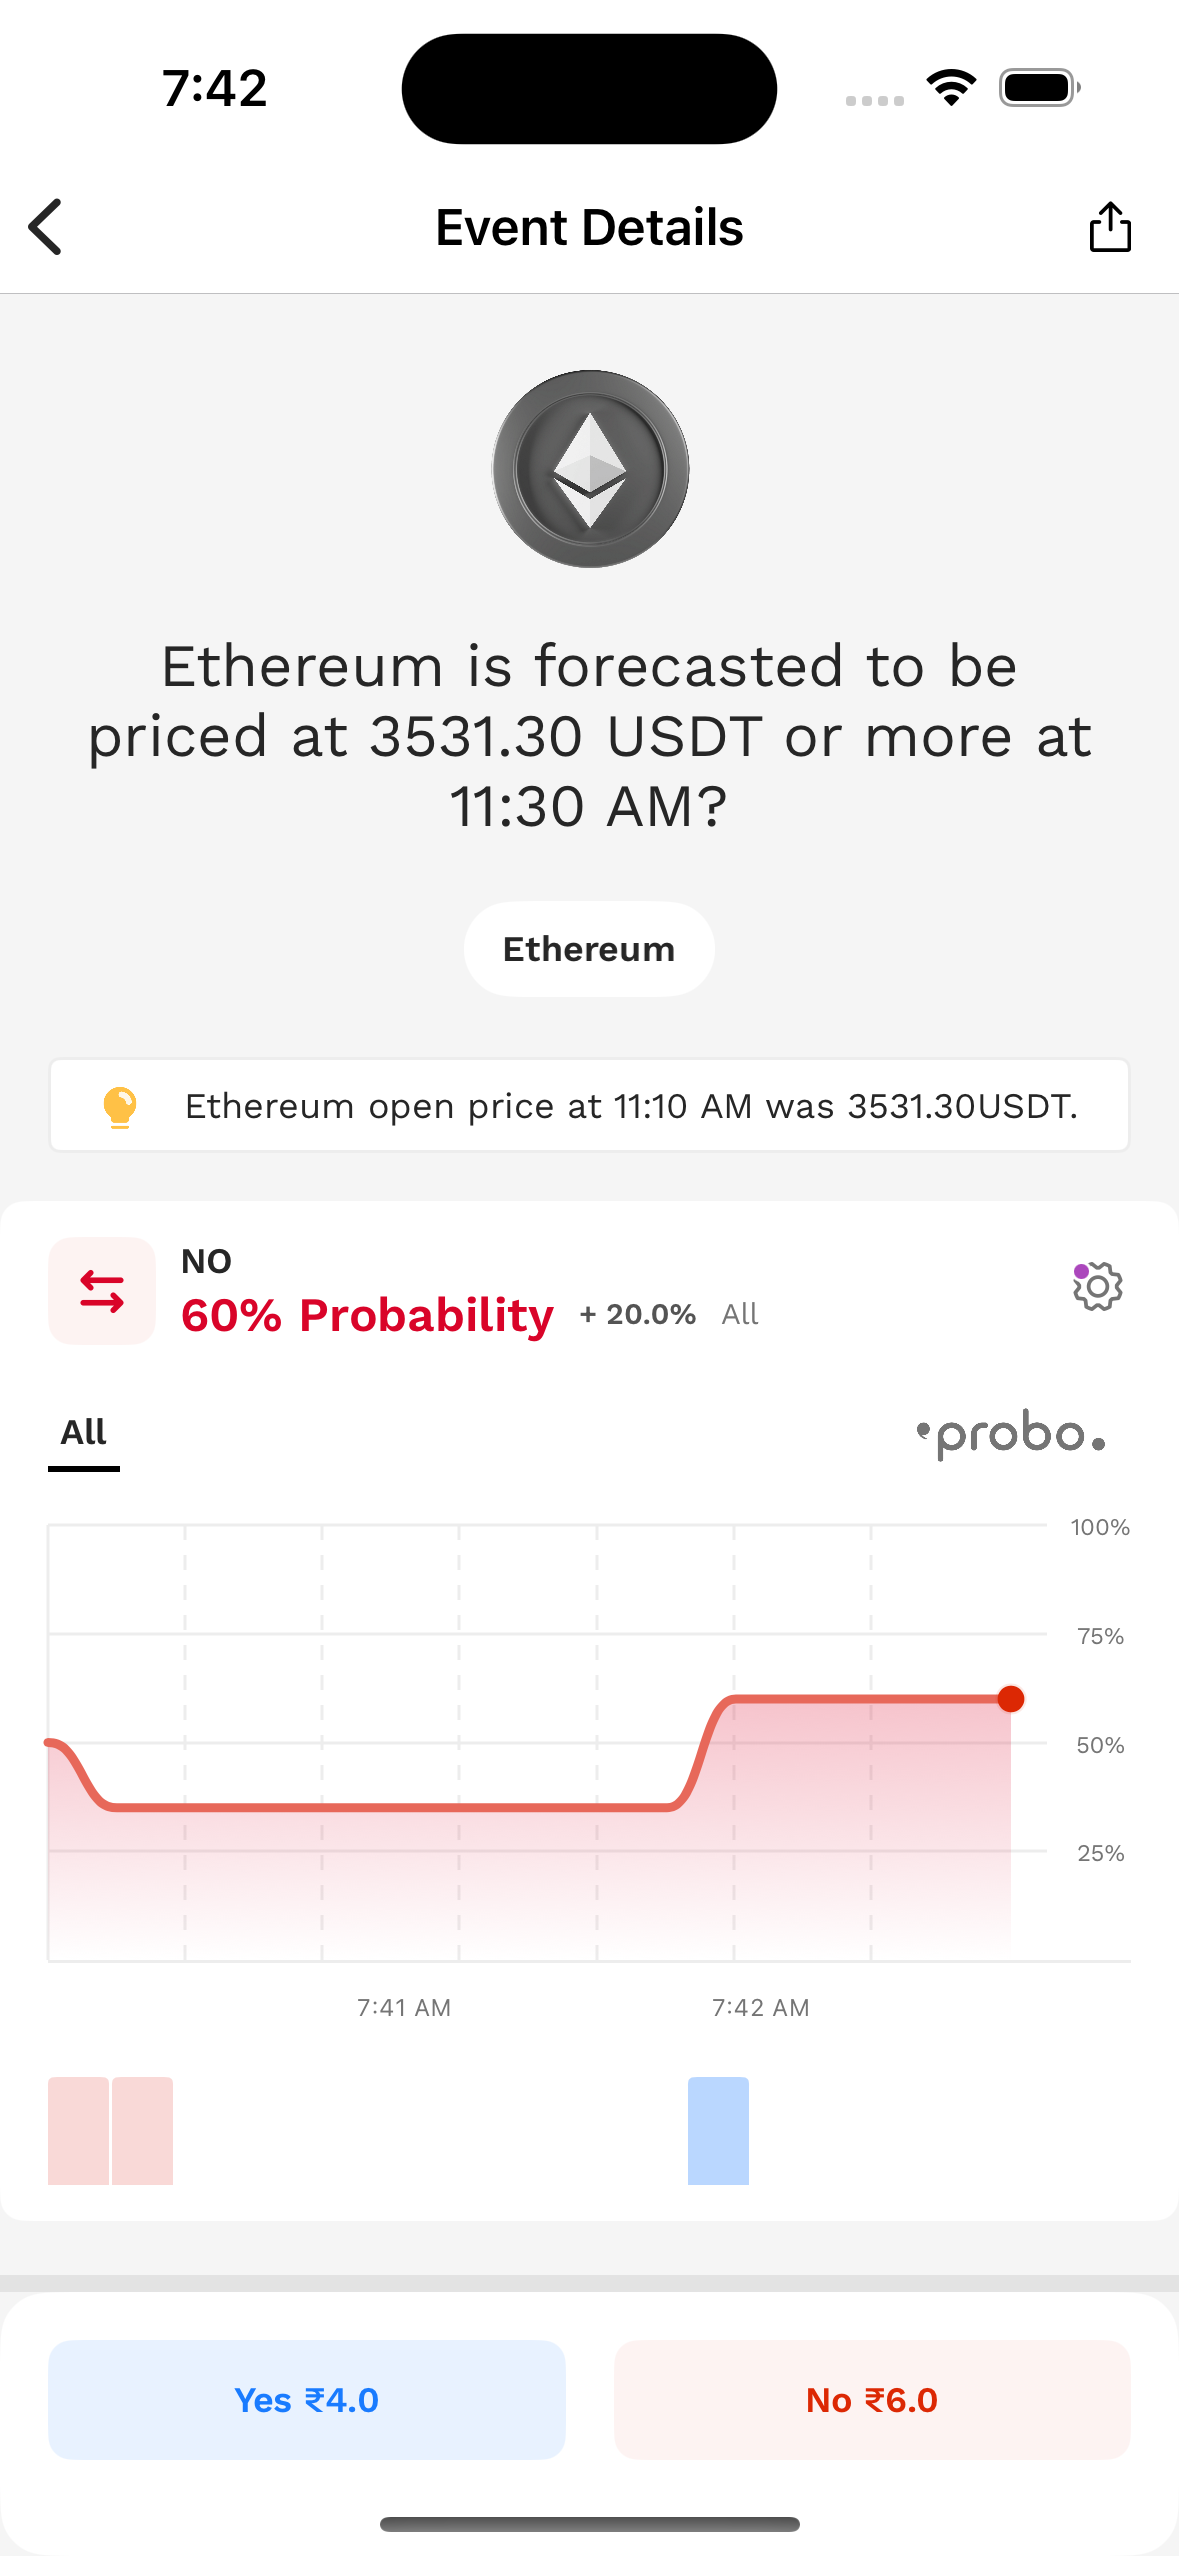 7:42
Event Details
Ethereum is forecasted to be
priced at 3531.30 USDT or more at
11:30 AM?
Ethereum
Ethereum open price at 11:10 AM was 3531.30USDT.
NO
60% Probability + 20.0% All
All
probo.
100%
75%
50%
25%
7:41 AM 7:42 AM
Yes ₹4.0 No ₹6.0